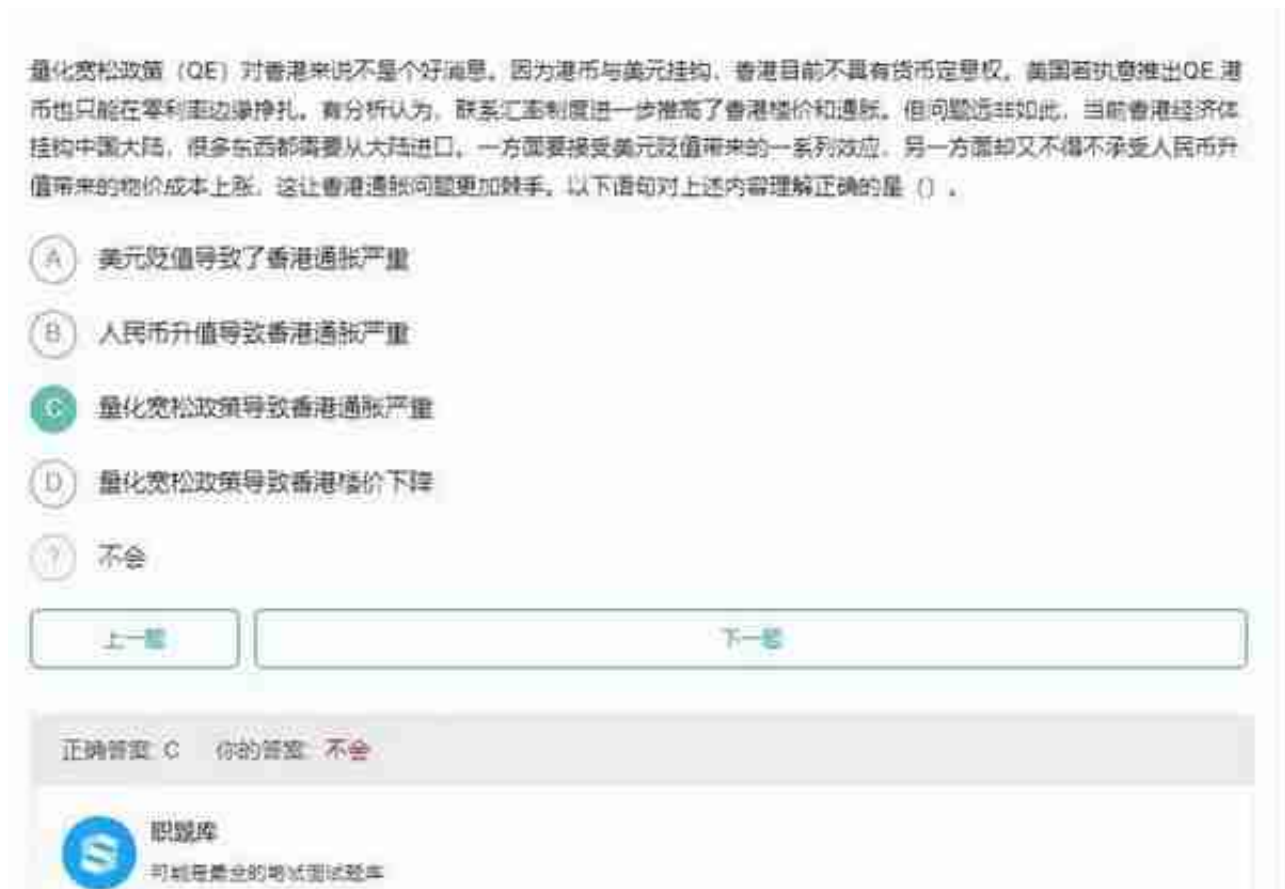 量化宽松政策（QE）对香港来说不是个好消息。因为港币与美元挂钩，香港目前不具有货币定息权，美国若执意推出QE,港
币也只能在零利率边缘挣扎。有分析认为，联系汇率制度进一步推高了香港楼价和通胀。但问题远非如此，当前香港经济体
挂钩中国大陆，很多东西都需要从大陆进口。一方面要接受美元贬值带来的一系列效应，另一方面却又不得不承受人民币升
值带来的物价成本上涨，这让香港通胀问题更加棘手。以下语句对上述内容理解正确的是（）。
A 美元贬值导致了香港通胀严重
B 人民币升值导致香港通胀严重
C 量化宽松政策导致香港通胀严重
D 量化宽松政策导致香港楼价下降
? 不会
上一题 下一题
正确答案: C 你的答案: 不会
职题库
可能是最全的笔试面试题库